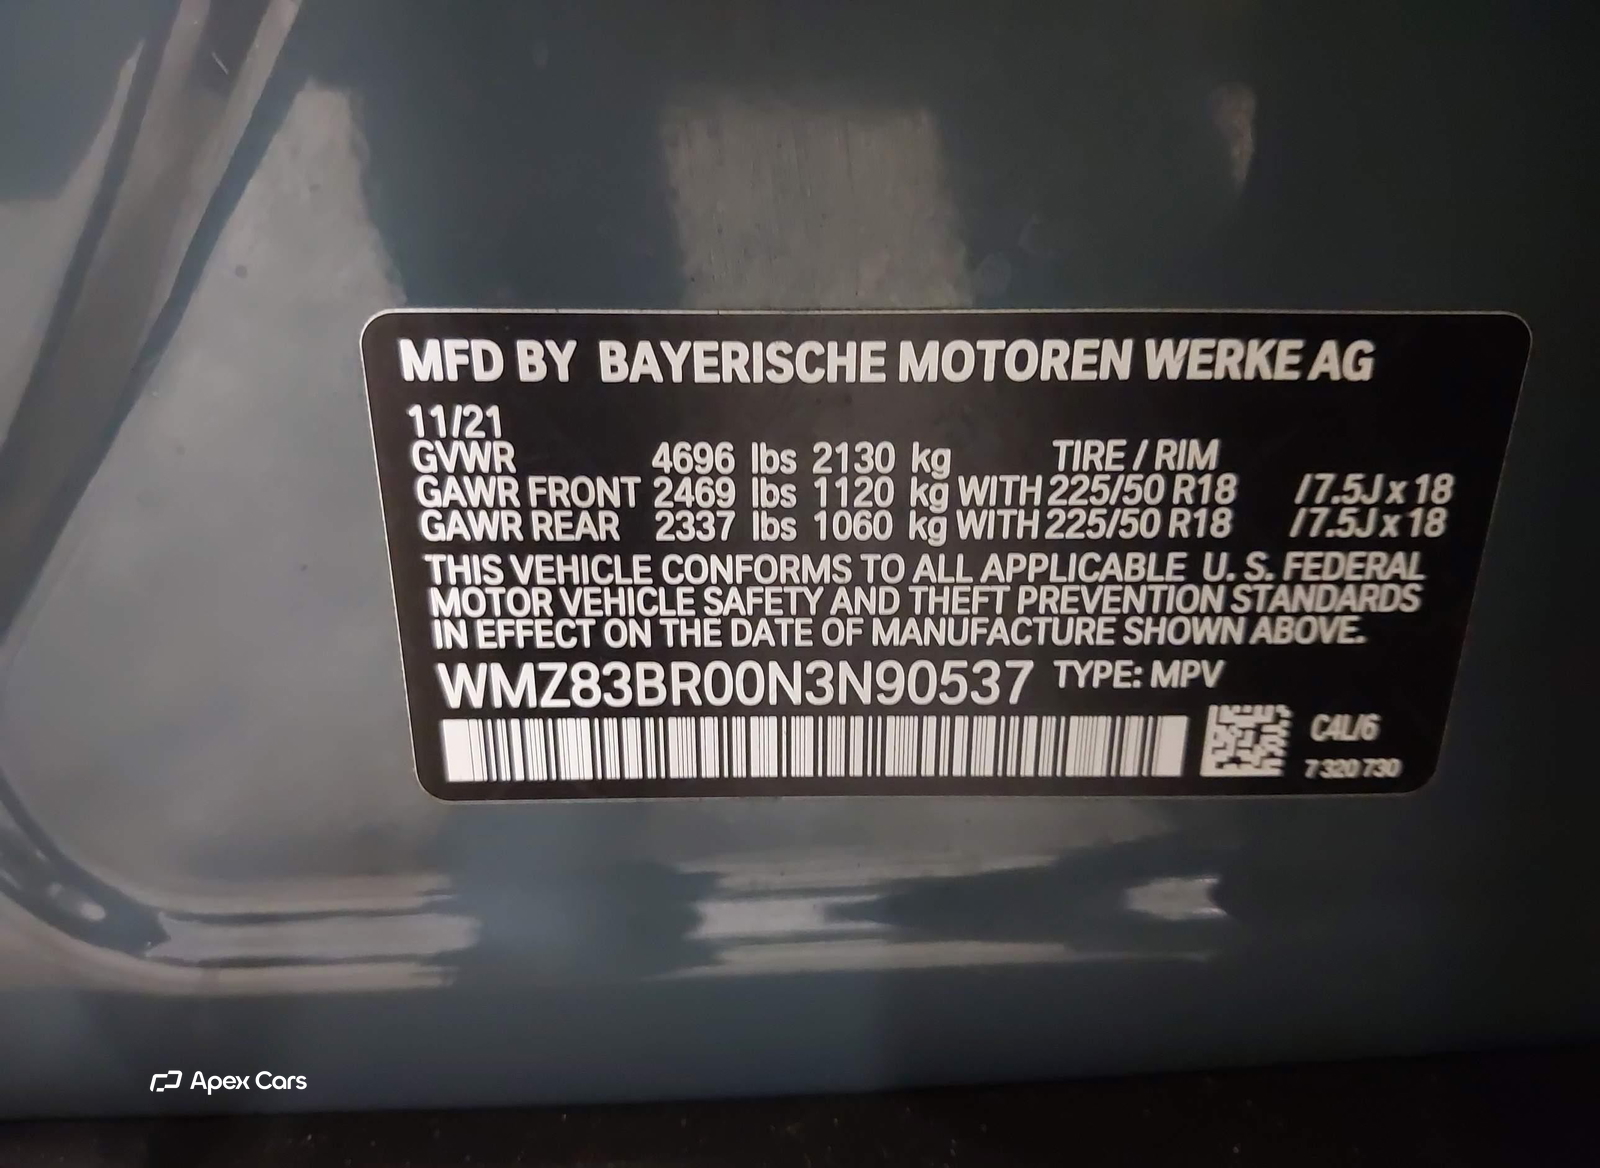 MFD BY BAYERISCHE MOTOREN WERKE AG
11/21
GVWR 4696 lbs 2130 kg TIRE / RIM
GAWR FRONT 2469 lbs 1120 kg WITH 225/50 R18 /7.5J x 18
GAWR REAR 2337 lbs 1060 kg WITH 225/50 R18 /7.5J x 18
THIS VEHICLE CONFORMS TO ALL APPLICABLE U. S. FEDERAL
MOTOR VEHICLE SAFETY AND THEFT PREVENTION STANDARDS
IN EFFECT ON THE DATE OF MANUFACTURE SHOWN ABOVE.
WMZ83BR00N3N90537 TYPE: MPV
C4L/6
7 320 730
Apex Cars